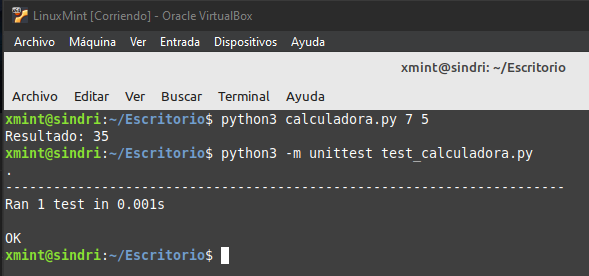 LinuxMint [Corriendo] - Oracle VirtualBox
Archivo Máquina Ver Entrada Dispositivos Ayuda
xmint@sindri: ~/Escritorio
Archivo Editar Ver Buscar Terminal Ayuda
xmint@sindri:~/Escritorio$ python3 calculadora.py 7 5
Resultado: 35
xmint@sindri:~/Escritorio$ python3 -m unittest test_calculadora.py
.
----------------------------------------------------------------------
Ran 1 test in 0.001s
OK
xmint@sindri:~/Escritorio$